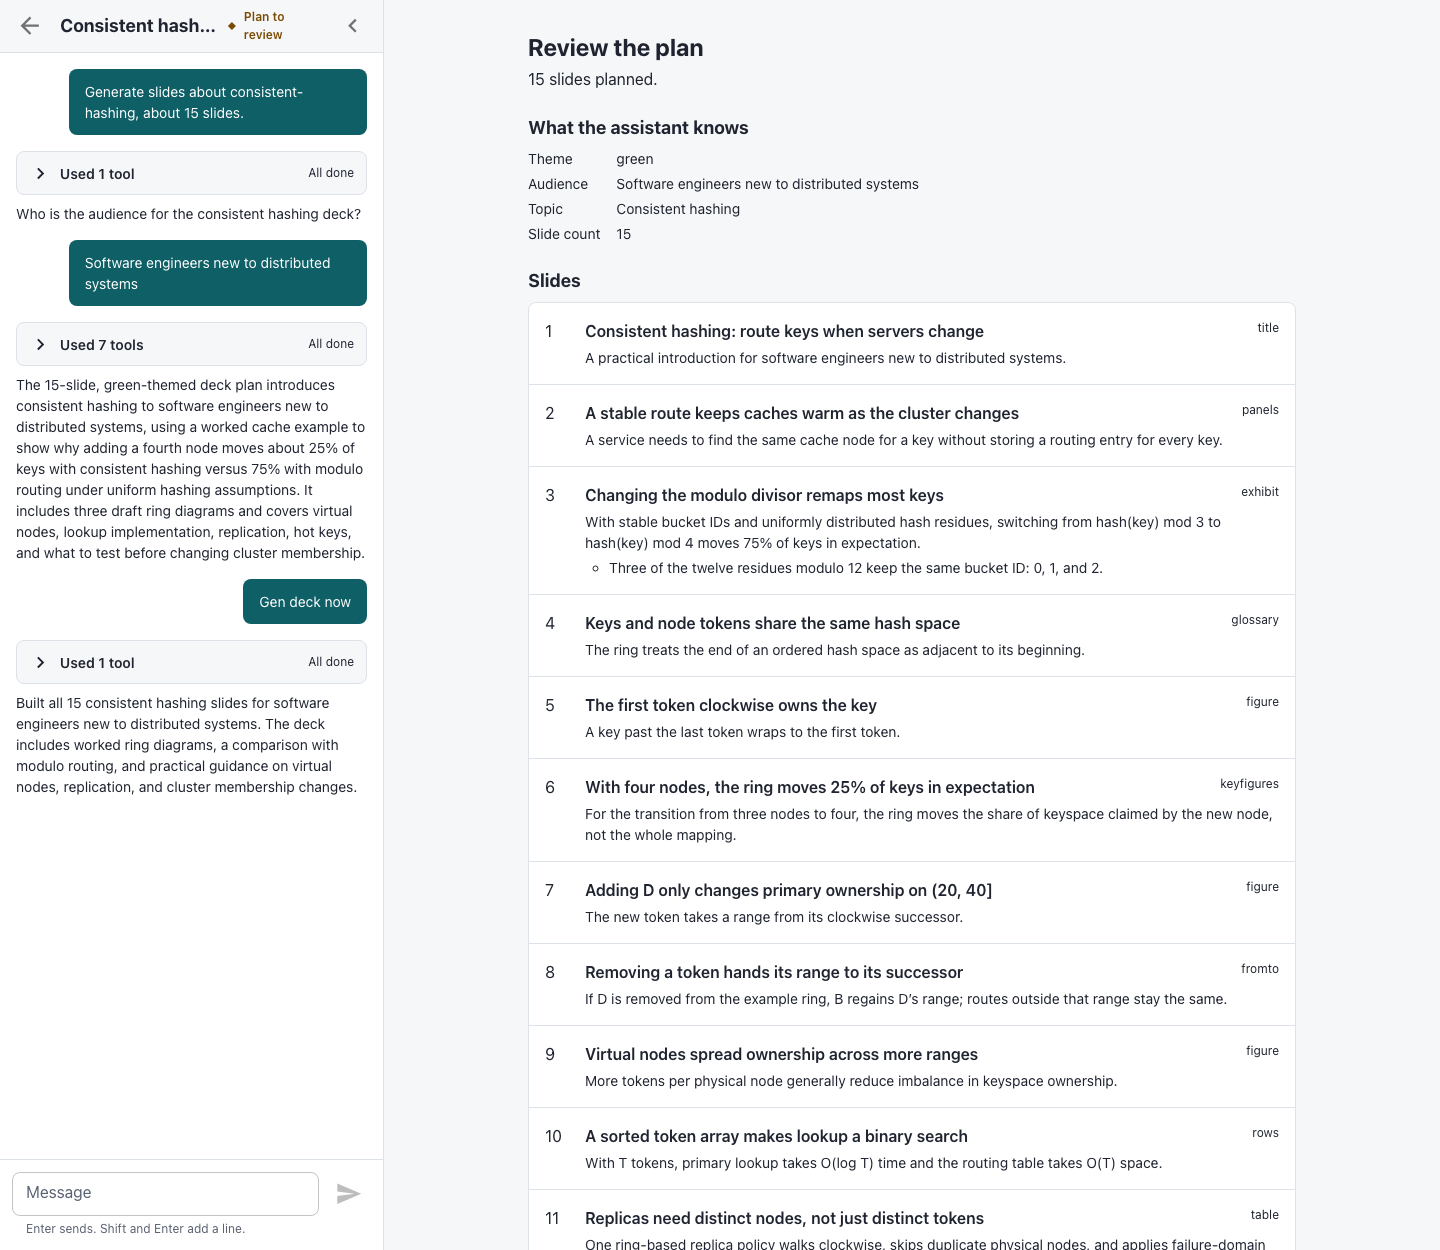 Consistent hash...
Plan to
review
Generate slides about consistent-
hashing, about 15 slides.
Used 1 tool
All done
Who is the audience for the consistent hashing deck?
Software engineers new to distributed
systems
Used 7 tools
All done
The 15-slide, green-themed deck plan introduces
consistent hashing to software engineers new to
distributed systems, using a worked cache example to
show why adding a fourth node moves about 25% of
keys with consistent hashing versus 75% with modulo
routing under uniform hashing assumptions. It
includes three draft ring diagrams and covers virtual
nodes, lookup implementation, replication, hot keys,
and what to test before changing cluster membership.
Gen deck now
Used 1 tool
All done
Built all 15 consistent hashing slides for software
engineers new to distributed systems. The deck
includes worked ring diagrams, a comparison with
modulo routing, and practical guidance on virtual
nodes, replication, and cluster membership changes.
Message
Enter sends. Shift and Enter add a line.
Review the plan
15 slides planned.
What the assistant knows
Theme green
Audience Software engineers new to distributed systems
Topic Consistent hashing
Slide count 15
Slides
1 Consistent hashing: route keys when servers change title
A practical introduction for software engineers new to distributed systems.
2 A stable route keeps caches warm as the cluster changes panels
A service needs to find the same cache node for a key without storing a routing entry for every key.
3 Changing the modulo divisor remaps most keys exhibit
With stable bucket IDs and uniformly distributed hash residues, switching from hash(key) mod 3 to
hash(key) mod 4 moves 75% of keys in expectation.
Three of the twelve residues modulo 12 keep the same bucket ID: 0, 1, and 2.
4 Keys and node tokens share the same hash space glossary
The ring treats the end of an ordered hash space as adjacent to its beginning.
5 The first token clockwise owns the key figure
A key past the last token wraps to the first token.
6 With four nodes, the ring moves 25% of keys in expectation keyfigures
For the transition from three nodes to four, the ring moves the share of keyspace claimed by the new node,
not the whole mapping.
7 Adding D only changes primary ownership on (20, 40] figure
The new token takes a range from its clockwise successor.
8 Removing a token hands its range to its successor fromto
If D is removed from the example ring, B regains D’s range; routes outside that range stay the same.
9 Virtual nodes spread ownership across more ranges figure
More tokens per physical node generally reduce imbalance in keyspace ownership.
10 A sorted token array makes lookup a binary search rows
With T tokens, primary lookup takes O(log T) time and the routing table takes O(T) space.
11 Replicas need distinct nodes, not just distinct tokens table
One ring-based replica policy walks clockwise, skips duplicate physical nodes, and applies failure-domain